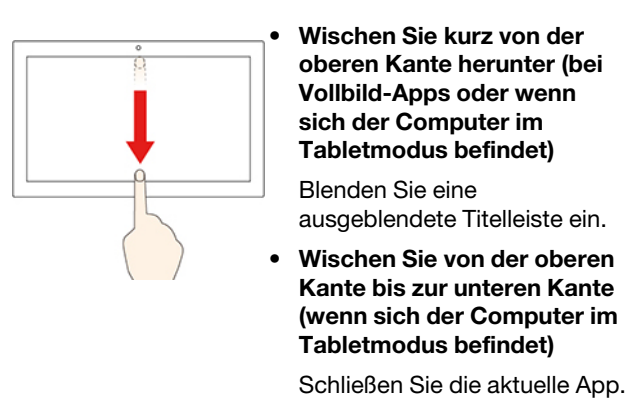 • Wischen Sie kurz von der
oberen Kante herunter (bei
Vollbild-Apps oder wenn
sich der Computer im
Tabletmodus befindet)
Blenden Sie eine
ausgeblendete Titelleiste ein.
• Wischen Sie von der oberen
Kante bis zur unteren Kante
(wenn sich der Computer im
Tabletmodus befindet)
Schließen Sie die aktuelle App.